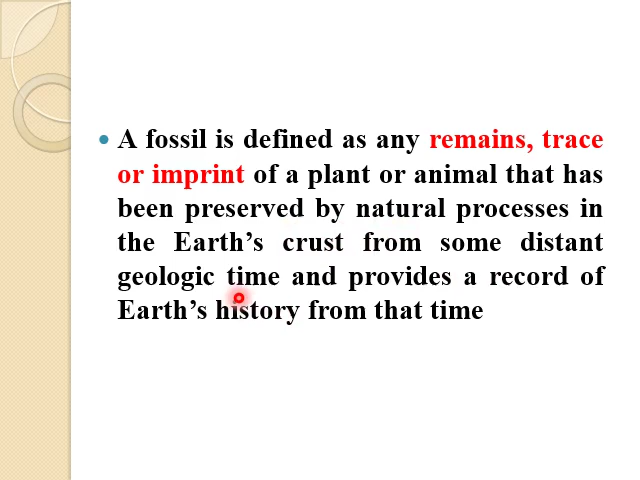 A fossil is defined as any remains, trace
or imprint of a plant or animal that has
been preserved by natural processes in
the Earth’s crust from some distant
geologic time and provides a record of
Earth’s history from that time